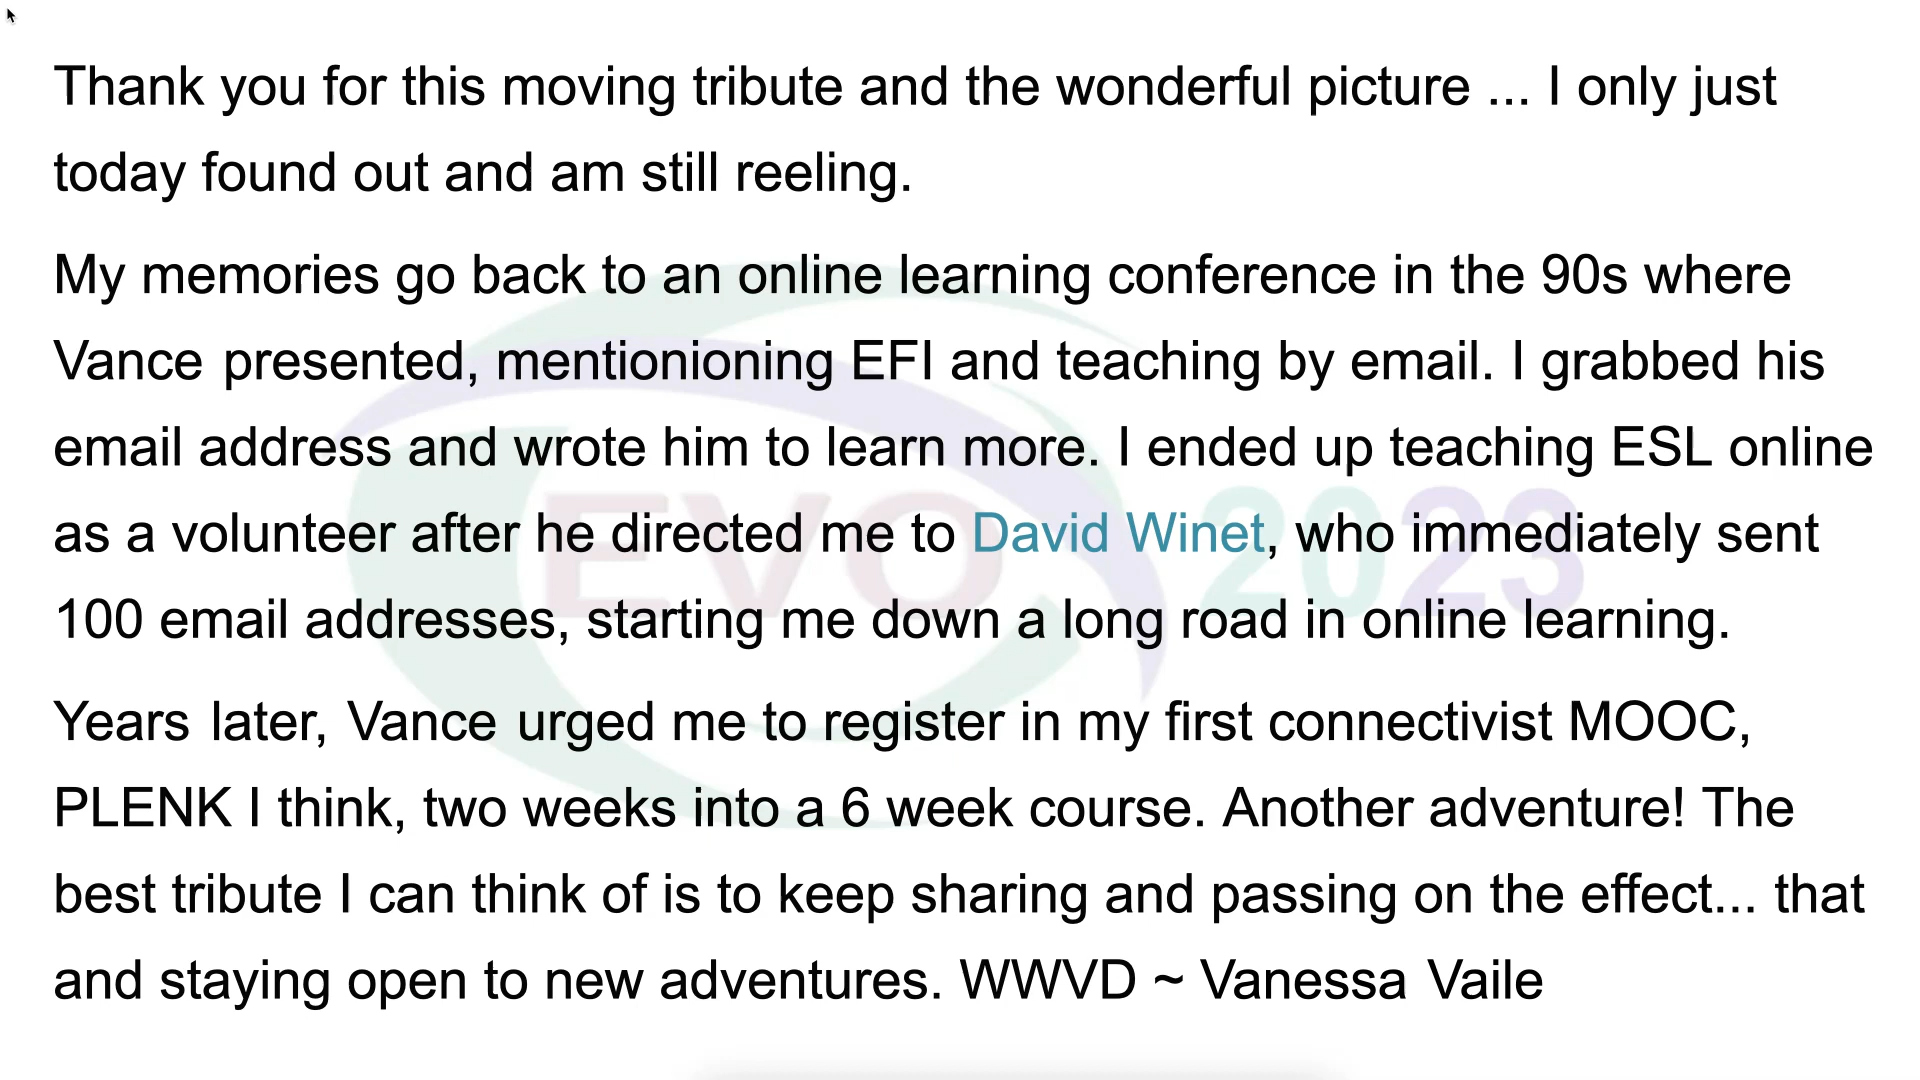 Thank you for this moving tribute and the wonderful picture ... I only just
today found out and am still reeling.
My memories go back to an online learning conference in the 90s where
Vance presented, mentionioning EFI and teaching by email. I grabbed his
email address and wrote him to learn more. I ended up teaching ESL online
as a volunteer after he directed me to David Winet, who immediately sent
EVO 2023
100 email addresses, starting me down a long road in online learning.
Years later, Vance urged me to register in my first connectivist MOOC,
PLENK I think, two weeks into a 6 week course. Another adventure! The
best tribute I can think of is to keep sharing and passing on the effect... that
and staying open to new adventures. WWVD ~ Vanessa Vaile